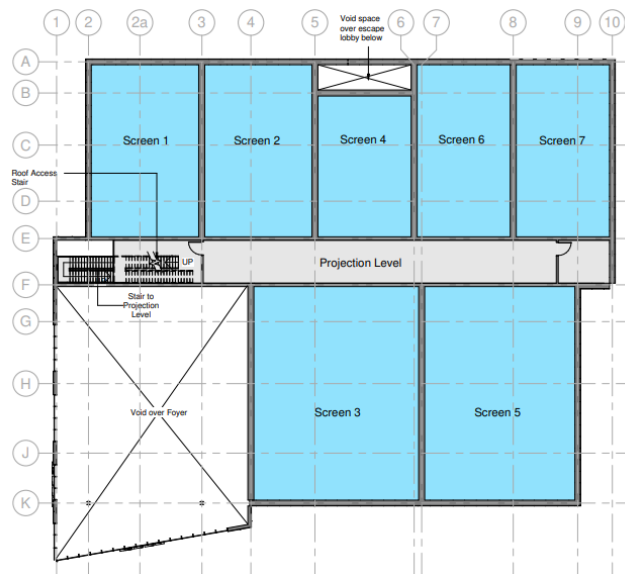 1
2
2a
3
4
5
6
7
8
9
10
Void space
over escape
lobby below
A
B
C
D
E
F
G
H
J
K
Screen 1
Screen 2
Screen 4
Screen 6
Screen 7
Roof Access
Stair
UP
Projection Level
Stair to
Projection
Level
Void over Foyer
Screen 3
Screen 5